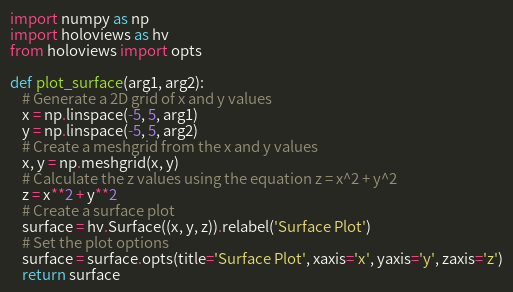 import numpy as np
import holoviews as hv
from holoviews import opts

def plot_surface(arg1, arg2):
    # Generate a 2D grid of x and y values
    x = np.linspace(-5, 5, arg1)
    y = np.linspace(-5, 5, arg2)
    # Create a meshgrid from the x and y values
    x, y = np.meshgrid(x, y)
    # Calculate the z values using the equation z = x^2 + y^2
    z = x**2 + y**2
    # Create a surface plot
    surface = hv.Surface((x, y, z)).relabel('Surface Plot')
    # Set the plot options
    surface = surface.opts(title='Surface Plot', xaxis='x', yaxis='y', zaxis='z')
    return surface